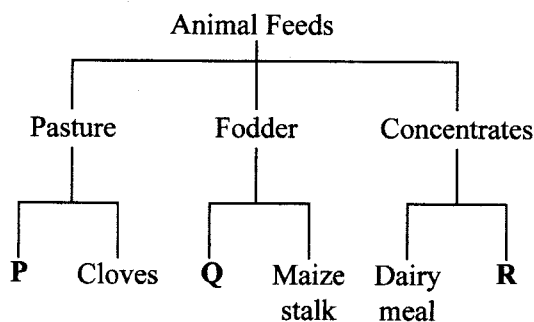 Animal Feeds
Pasture Fodder Concentrates
P Cloves Q Maize stalk Dairy meal R